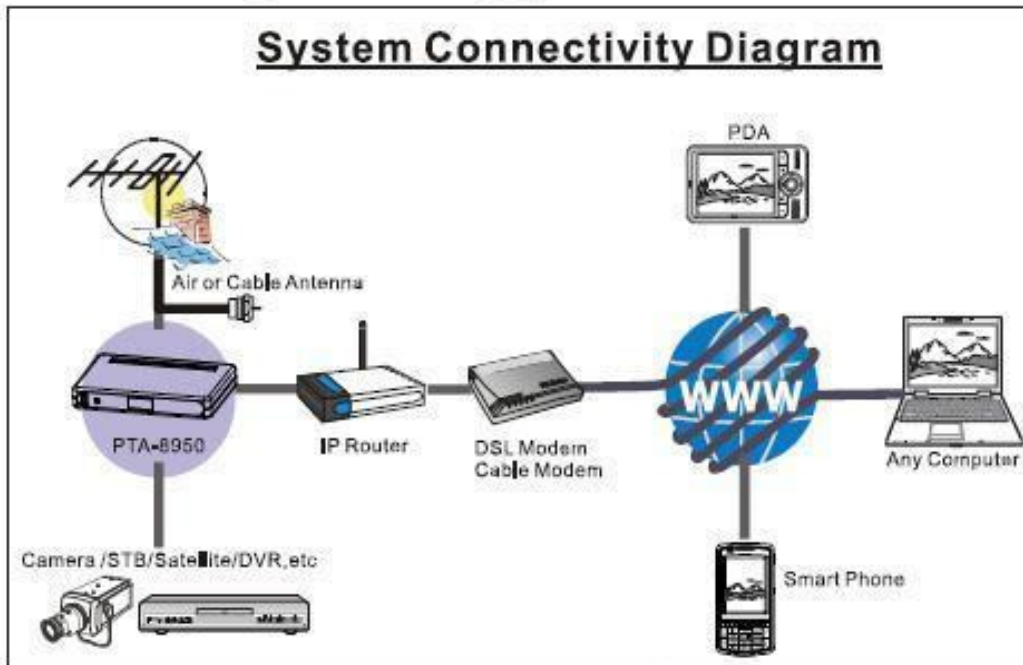 System Connectivity Diagram
PDA
Air or Cable Antenna
WWW
PTA-8950
IP Router
DSL Modem
Cable Modem
Any Computer
Camera /STB/Satellite/DVR,etc
Smart Phone